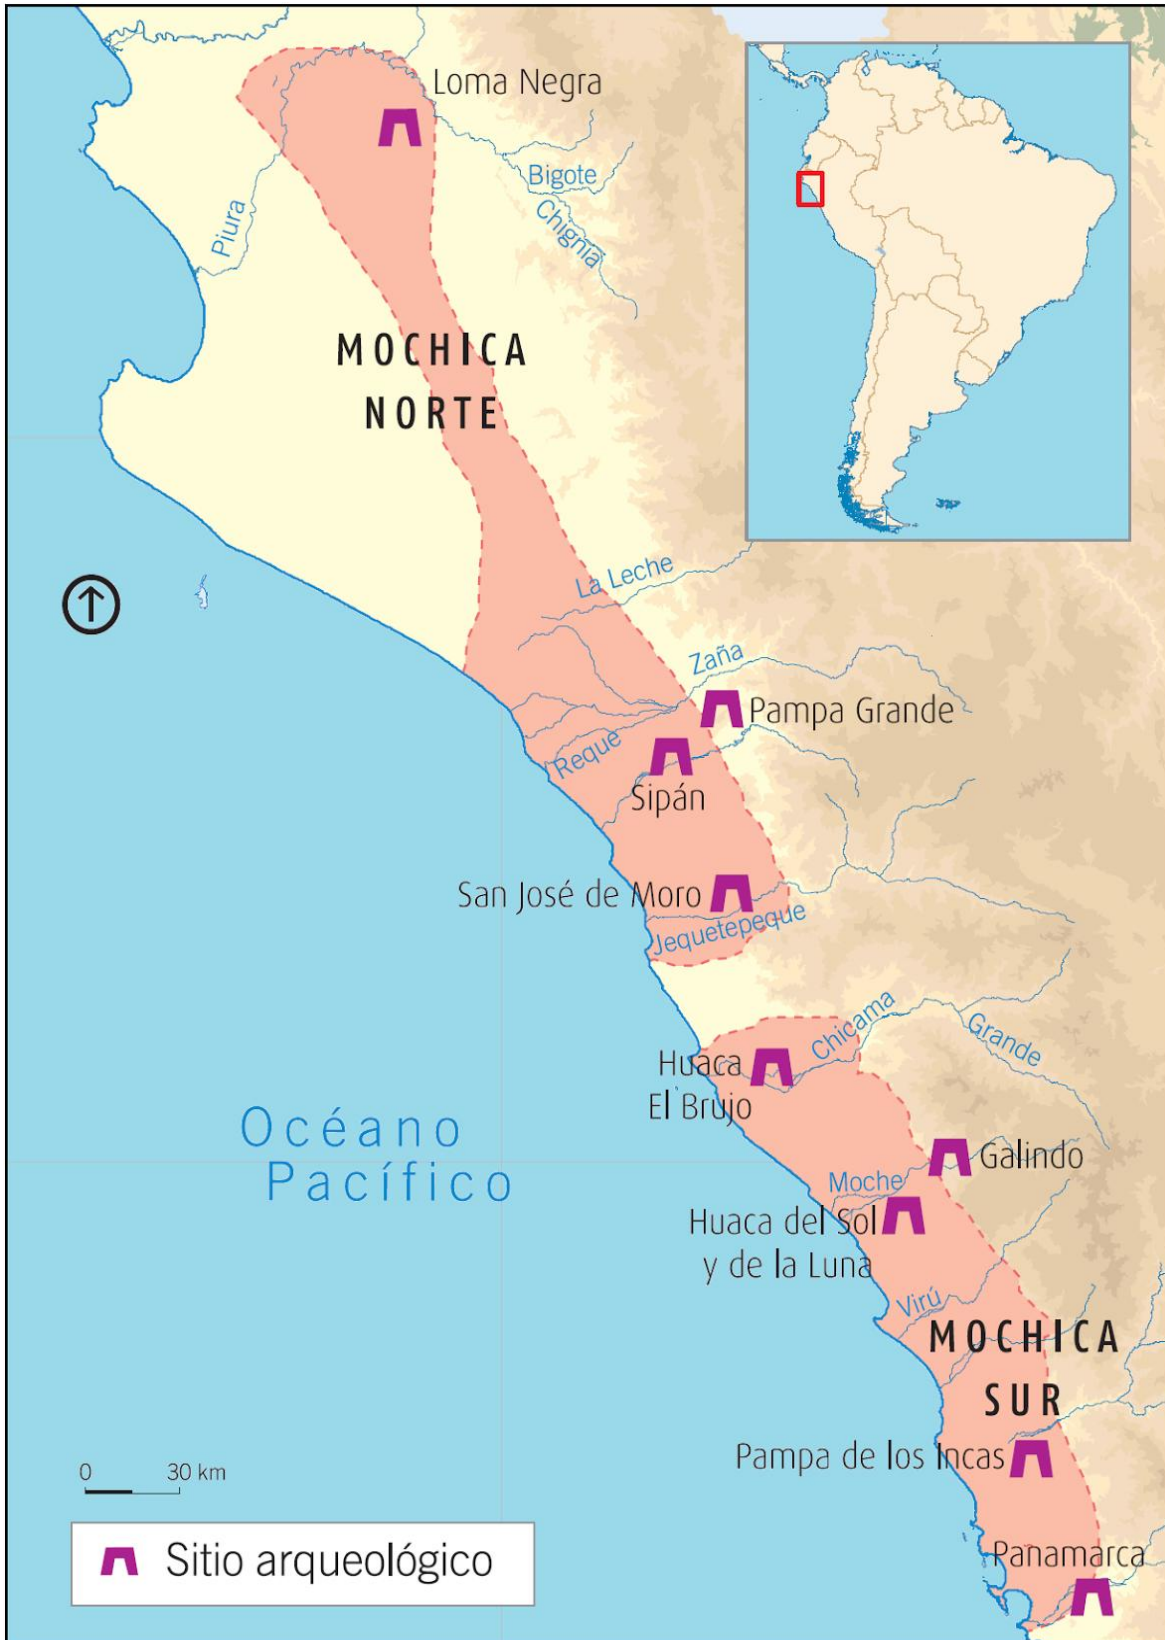 Loma Negra
Bigote
Chignia
Piura
MOCHICA
NORTE
La Leche
Zaña
Pampa Grande
Reque
Sipán
San José de Moro
Jequetepeque
Chicama
Grande
Huaca
El Brujo
Océano
Pacífico
Galindo
Moche
Huaca del Sol
y de la Luna
Virú
MOCHICA
SUR
Pampa de los Incas
0 30 km
Panamarca
Sitio arqueológico